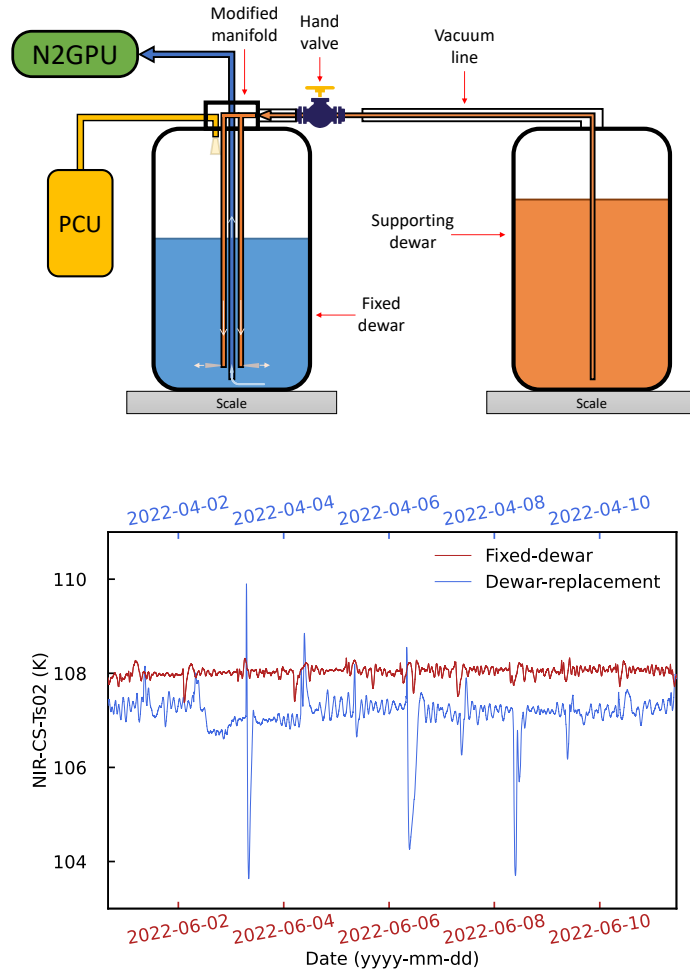 Modified
manifold
Hand
valve
Vacuum
line
N2GPU
PCU
Supporting
dewar
Fixed
dewar
Scale
Scale
2022-04-02
2022-04-04
2022-04-06
2022-04-08
2022-04-10
Fixed-dewar
Dewar-replacement
110
108
106
104
NIR-CS-Ts02 (K)
2022-06-02
2022-06-04
2022-06-06
2022-06-08
2022-06-10
Date (yyyy-mm-dd)